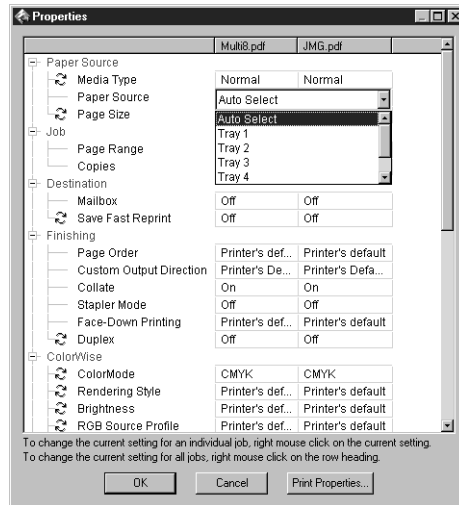 Properties
Multi8.pdf JMG.pdf
Paper Source
Media Type Normal Normal
Paper Source Auto Select
Page Size Auto Select
Tray 1
Job
Page Range Tray 2
Tray 3
Copies Tray 4
Destination
Mailbox Off Off
Save Fast Reprint Off Off
Finishing
Page Order Printer's def... Printer's default
Custom Output Direction Printer's De... Printer's Defa...
Collate On On
Stapler Mode Off Off
Face-Down Printing Printer's def... Printer's default
Duplex Off Off
ColorWise
ColorMode CMYK CMYK
Rendering Style Printer's def... Printer's default
Brightness Printer's def... Printer's default
RGB Source Profile Printer's def... Printer's default
To change the current setting for an individual job, right mouse click on the current setting.
To change the current setting for all jobs, right mouse click on the row heading.
OK Cancel Print Properties...